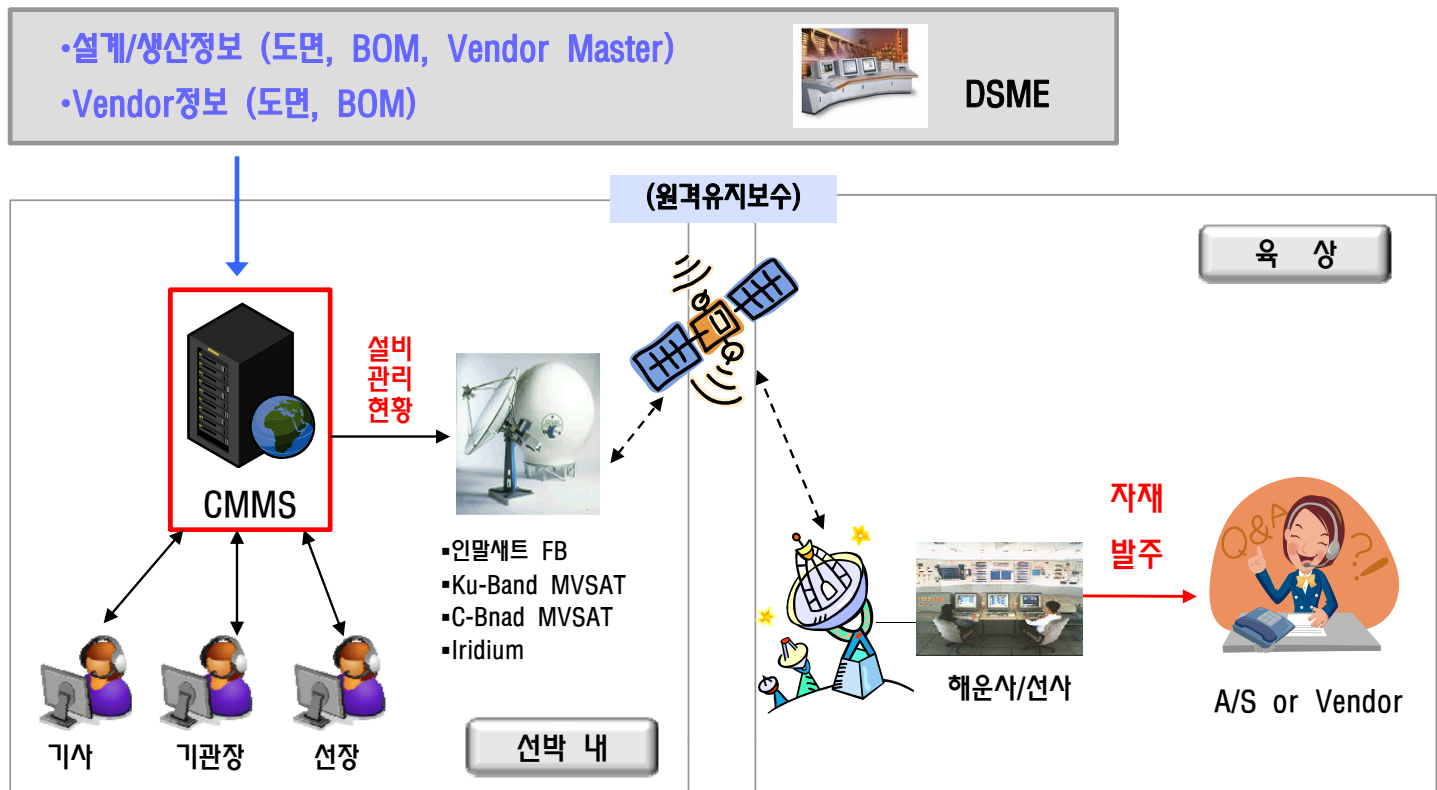 •설계/생산정보 (도면, BOM, Vendor Master)
•Vendor정보 (도면, BOM)
DSME
(원격유지보수)
육 상
설비
관리
현황
CMMS
▪인말새트 FB
▪Ku-Band MVSAT
▪C-Bnad MVSAT
▪Iridium
기사
기관장
선장
선박 내
해운사/선사
자재
발주
Q&A
?!
A/S or Vendor